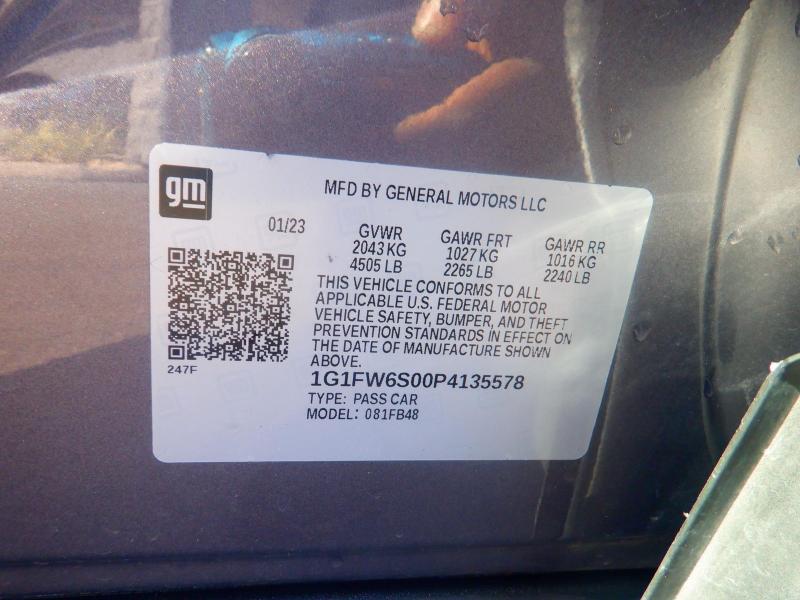 gm
MFD BY GENERAL MOTORS LLC
01/23
GVWR GAWR FRT GAWR RR
2043 KG 1027 KG 1016 KG
4505 LB 2265 LB 2240 LB
THIS VEHICLE CONFORMS TO ALL
APPLICABLE U.S. FEDERAL MOTOR
VEHICLE SAFETY, BUMPER, AND THEFT
PREVENTION STANDARDS IN EFFECT ON
THE DATE OF MANUFACTURE SHOWN
ABOVE.
247F
1G1FW6S00P4135578
TYPE: PASS CAR
MODEL: 081FB48